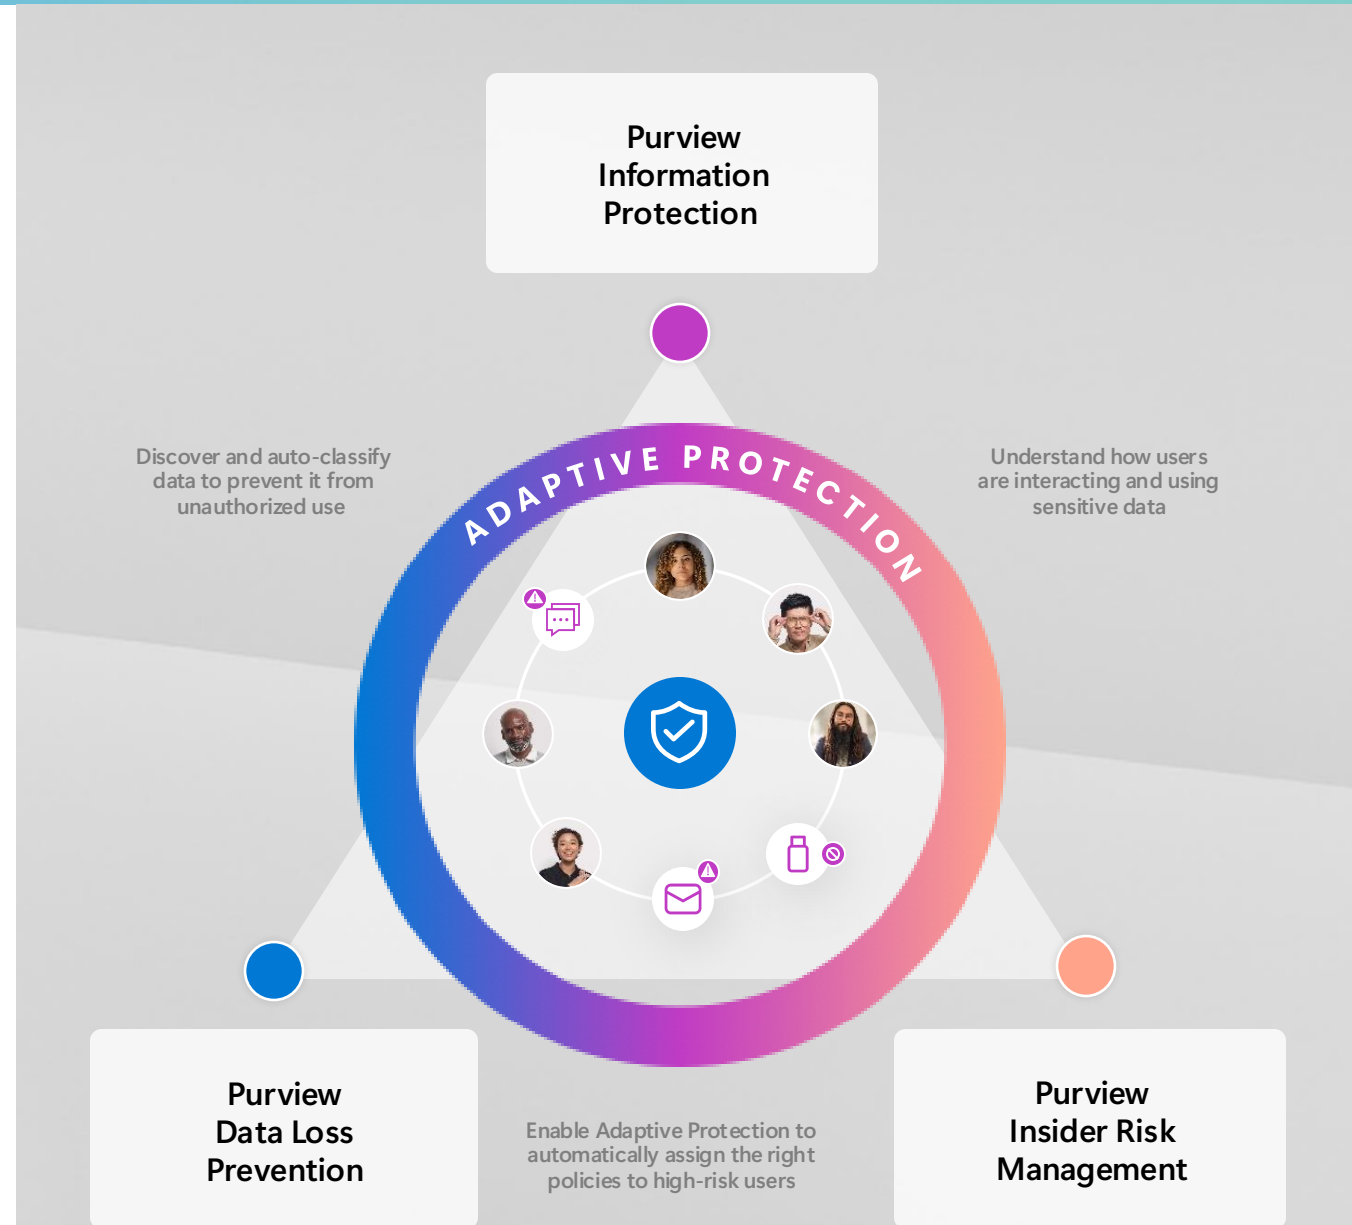 Purview
Information
Protection
ADAPTIVE PROTECTION
Discover and auto-classify
data to prevent it from
unauthorized use
Understand how users
are interacting and using
sensitive data
Purview
Data Loss
Prevention
Enable Adaptive Protection to
automatically assign the right
policies to high-risk users
Purview
Insider Risk
Management